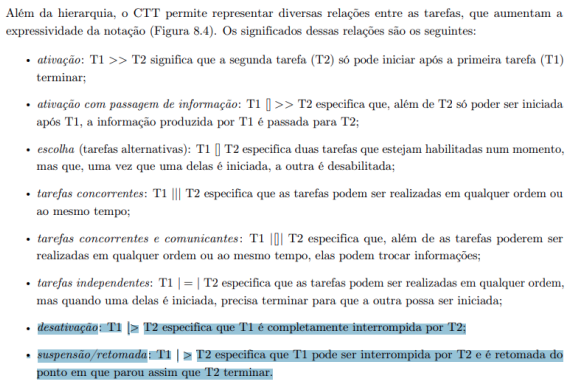 Além da hierarquia, o CTT permite representar diversas relações entre as tarefas, que aumentam a
expressividade da notação (Figura 8.4). Os significados dessas relações são os seguintes:
• ativação: T1 >> T2 significa que a segunda tarefa (T2) só pode iniciar após a primeira tarefa (T1)
terminar;
• ativação com passagem de informação: T1 [] >> T2 especifica que, além de T2 só poder ser iniciada
após T1, a informação produzida por T1 é passada para T2;
• escolha (tarefas alternativas): T1 [] T2 especifica duas tarefas que estejam habilitadas num momento,
mas que, uma vez que uma delas é iniciada, a outra é desabilitada;
• tarefas concorrentes: T1 ||| T2 especifica que as tarefas podem ser realizadas em qualquer ordem ou
ao mesmo tempo;
• tarefas concorrentes e comunicantes: T1 |[]| T2 especifica que, além de as tarefas poderem ser
realizadas em qualquer ordem ou ao mesmo tempo, elas podem trocar informações;
• tarefas independentes: T1 | = | T2 especifica que as tarefas podem ser realizadas em qualquer ordem,
mas quando uma delas é iniciada, precisa terminar para que a outra possa ser iniciada;
• desativação: T1 [> T2 especifica que T1 é completamente interrompida por T2;
• suspensão/retomada: T1 | > T2 especifica que T1 pode ser interrompida por T2 e é retomada do
ponto em que parou assim que T2 terminar.